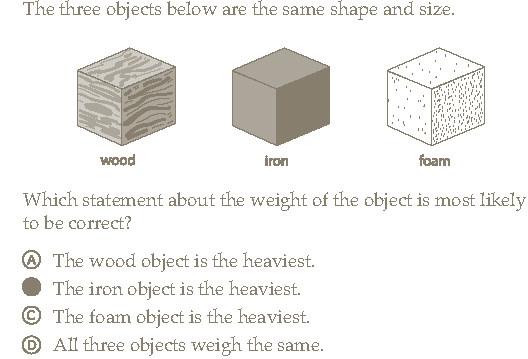 The three objects below are the same shape and size.
wood iron foam
Which statement about the weight of the object is most likely
to be correct?
A The wood object is the heaviest.
The iron object is the heaviest.
C The foam object is the heaviest.
D All three objects weigh the same.